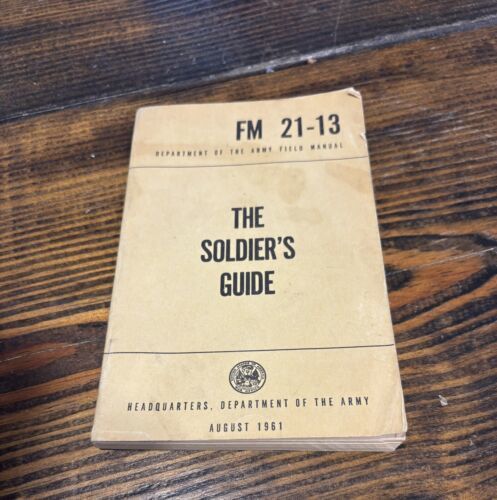 FM 21-13
DEPARTMENT OF THE ARMY FIELD MANUAL
THE
SOLDIER'S
GUIDE
HEADQUARTERS, DEPARTMENT OF THE ARMY
AUGUST 1961